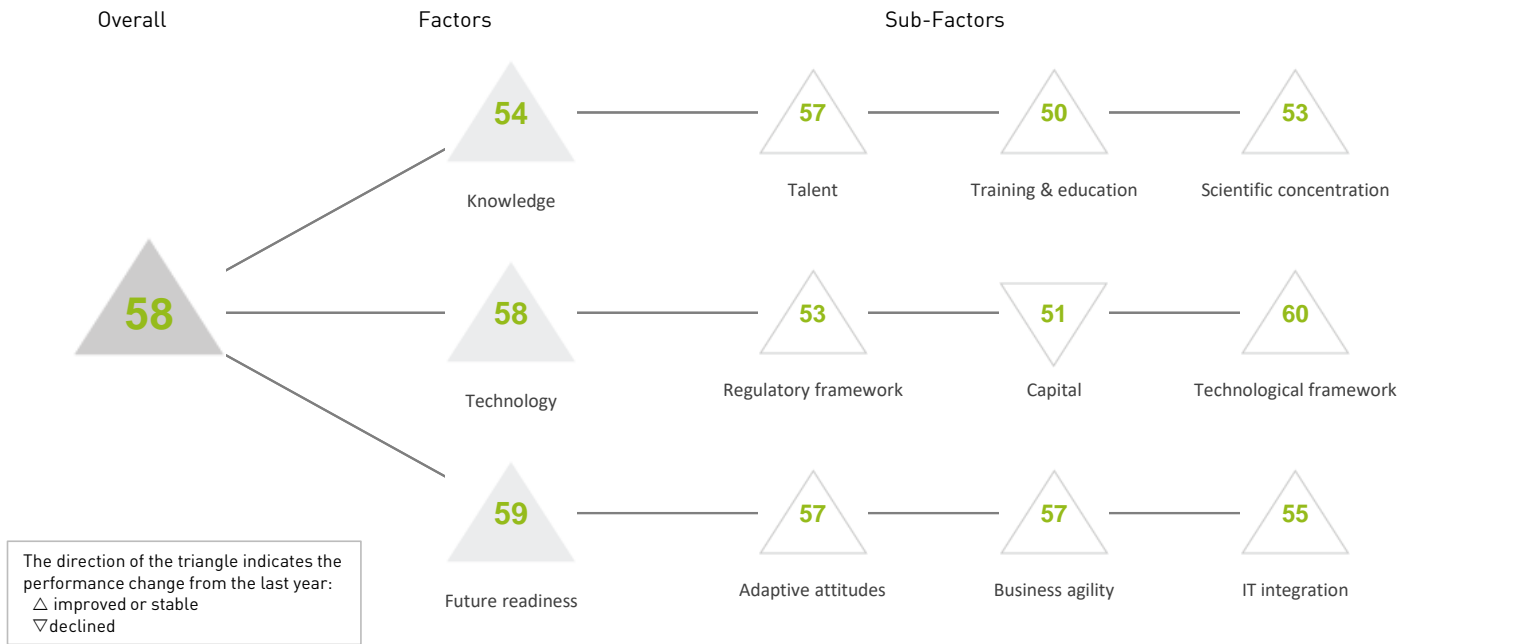 Overall
Factors
Sub-Factors
54
57
50
53
Knowledge
Talent
Training & education
Scientific concentration
58
58
53
51
60
Technology
Regulatory framework
Capital
Technological framework
59
57
57
55
Future readiness
Adaptive attitudes
Business agility
IT integration
The direction of the triangle indicates the
performance change from the last year:
△ improved or stable
▽declined